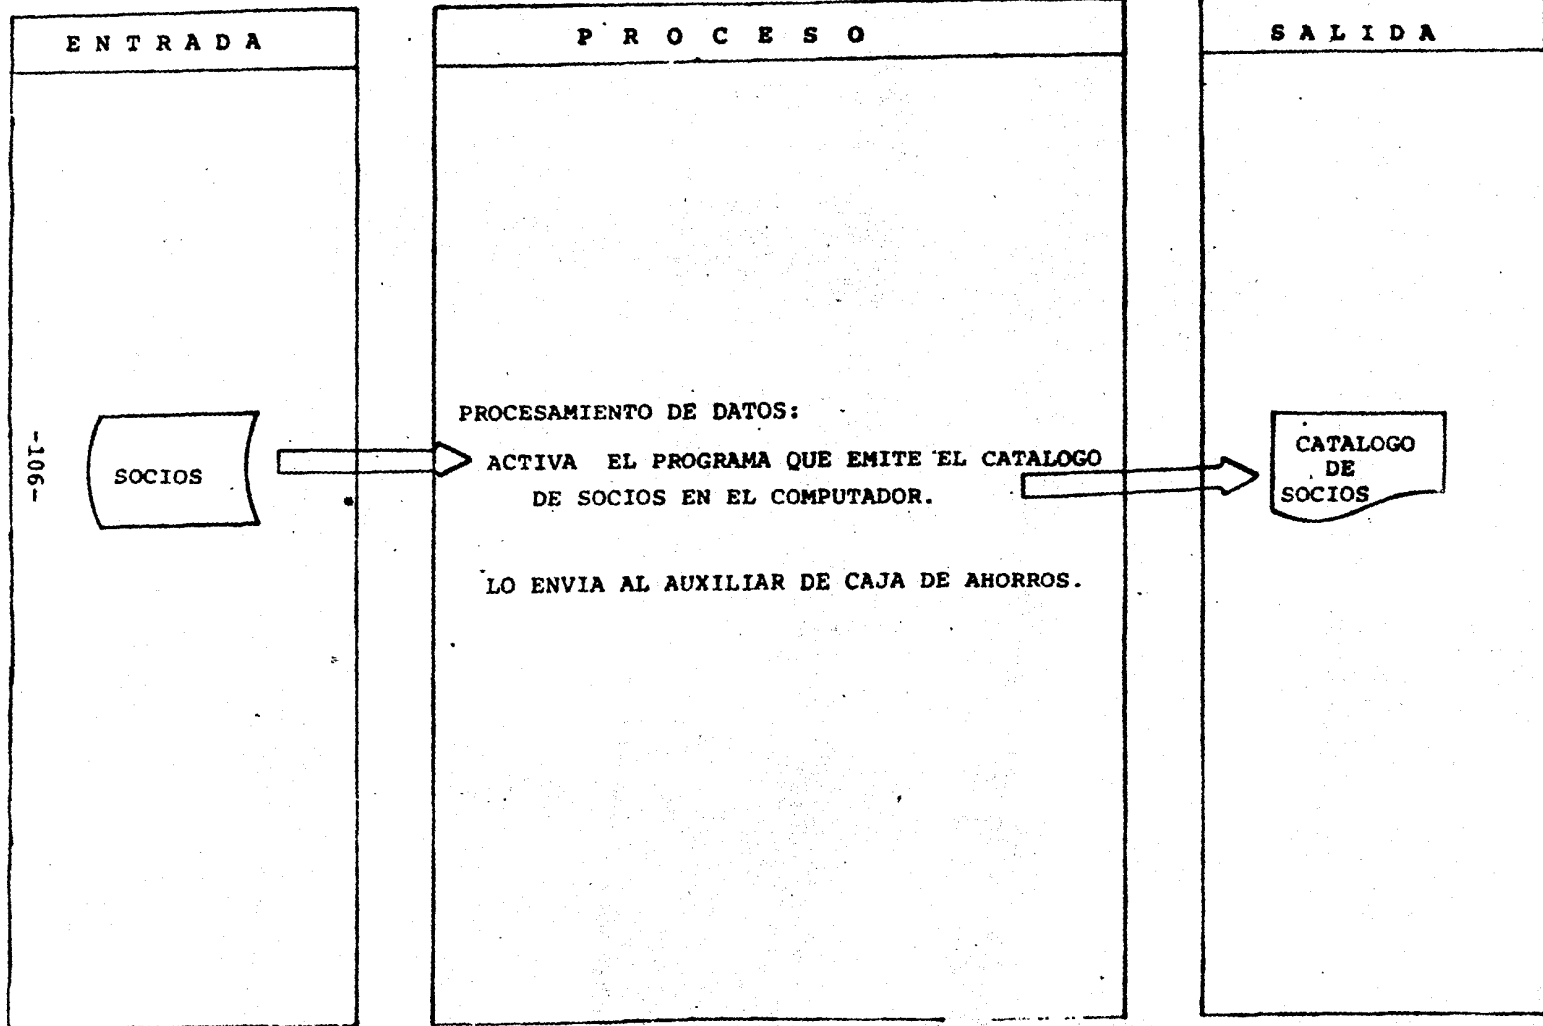 E N T R A D A
P R O C E S O
S A L I D A
-106-
SOCIOS
PROCESAMIENTO DE DATOS:
ACTIVA EL PROGRAMA QUE EMITE EL CATALOGO
DE SOCIOS EN EL COMPUTADOR.
LO ENVIA AL AUXILIAR DE CAJA DE AHORROS.
CATALOGO
DE
SOCIOS